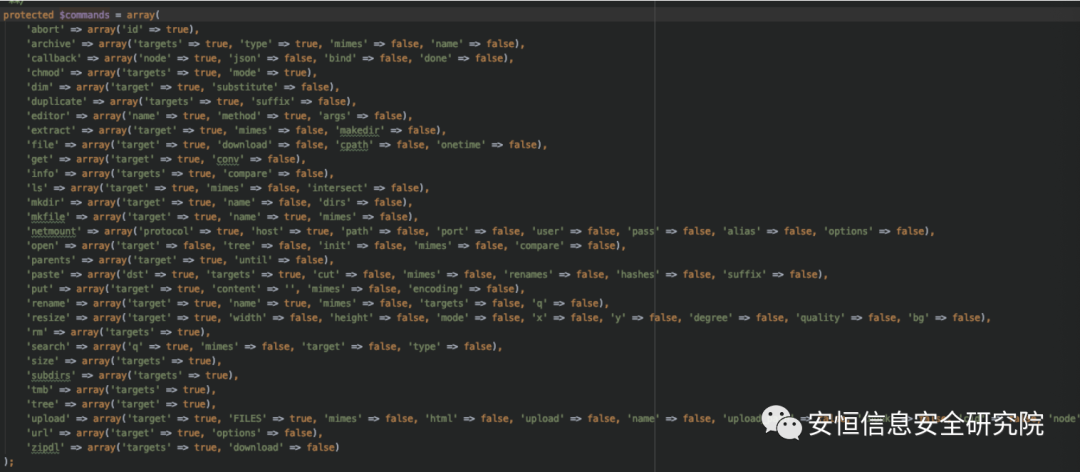 **/
protected $commands = array(
'abort' => array('id' => true),
'archive' => array('targets' => true, 'type' => true, 'mimes' => false, 'name' => false),
'callback' => array('node' => true, 'json' => false, 'bind' => false, 'done' => false),
'chmod' => array('targets' => true, 'mode' => true),
'dim' => array('target' => true, 'substitute' => false),
'duplicate' => array('targets' => true, 'suffix' => false),
'editor' => array('name' => true, 'method' => true, 'args' => false),
'extract' => array('target' => true, 'mimes' => false, 'makedir' => false),
'file' => array('target' => true, 'download' => false, 'cpath' => false, 'onetime' => false),
'get' => array('target' => true, 'conv' => false),
'info' => array('targets' => true, 'compare' => false),
'ls' => array('target' => true, 'mimes' => false, 'intersect' => false),
'mkdir' => array('target' => true, 'name' => false, 'dirs' => false),
'mkfile' => array('target' => true, 'name' => true, 'mimes' => false),
'netmount' => array('protocol' => true, 'host' => true, 'path' => false, 'port' => false, 'user' => false, 'pass' => false, 'alias' => false, 'options' => false),
'open' => array('target' => false, 'tree' => false, 'init' => false, 'mimes' => false, 'compare' => false),
'parents' => array('target' => true, 'until' => false),
'paste' => array('dst' => true, 'targets' => true, 'cut' => false, 'mimes' => false, 'renames' => false, 'hashes' => false, 'suffix' => false),
'put' => array('target' => true, 'content' => '', 'mimes' => false, 'encoding' => false),
'rename' => array('target' => true, 'name' => true, 'mimes' => false, 'targets' => false, 'q' => false),
'resize' => array('target' => true, 'width' => false, 'height' => false, 'mode' => false, 'x' => false, 'y' => false, 'degree' => false, 'quality' => false, 'bg' => false),
'rm' => array('targets' => true),
'search' => array('q' => true, 'mimes' => false, 'target' => false, 'type' => false),
'size' => array('targets' => true),
'subdirs' => array('targets' => true),
'tmb' => array('targets' => true),
'tree' => array('target' => true),
'upload' => array('target' => true, 'FILES' => true, 'mimes' => false, 'html' => false, 'upload' => false, 'name' => false, 'upload 'node'
'url' => array('target' => true, 'options' => false),
'zipdl' => array('targets' => true, 'download' => false)
);
安恒信息安全研究院